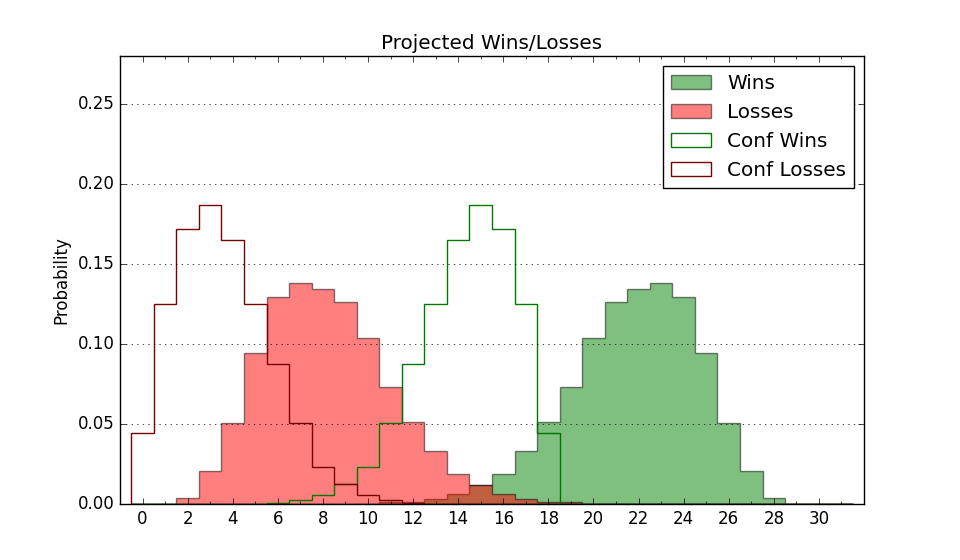 Projected Wins/Losses
Wins
Losses
Conf Wins
Conf Losses
Probability
0.25
0.20
0.15
0.10
0.05
0.00
0 2 4 6 8 10 12 14 16 18 20 22 24 26 28 30